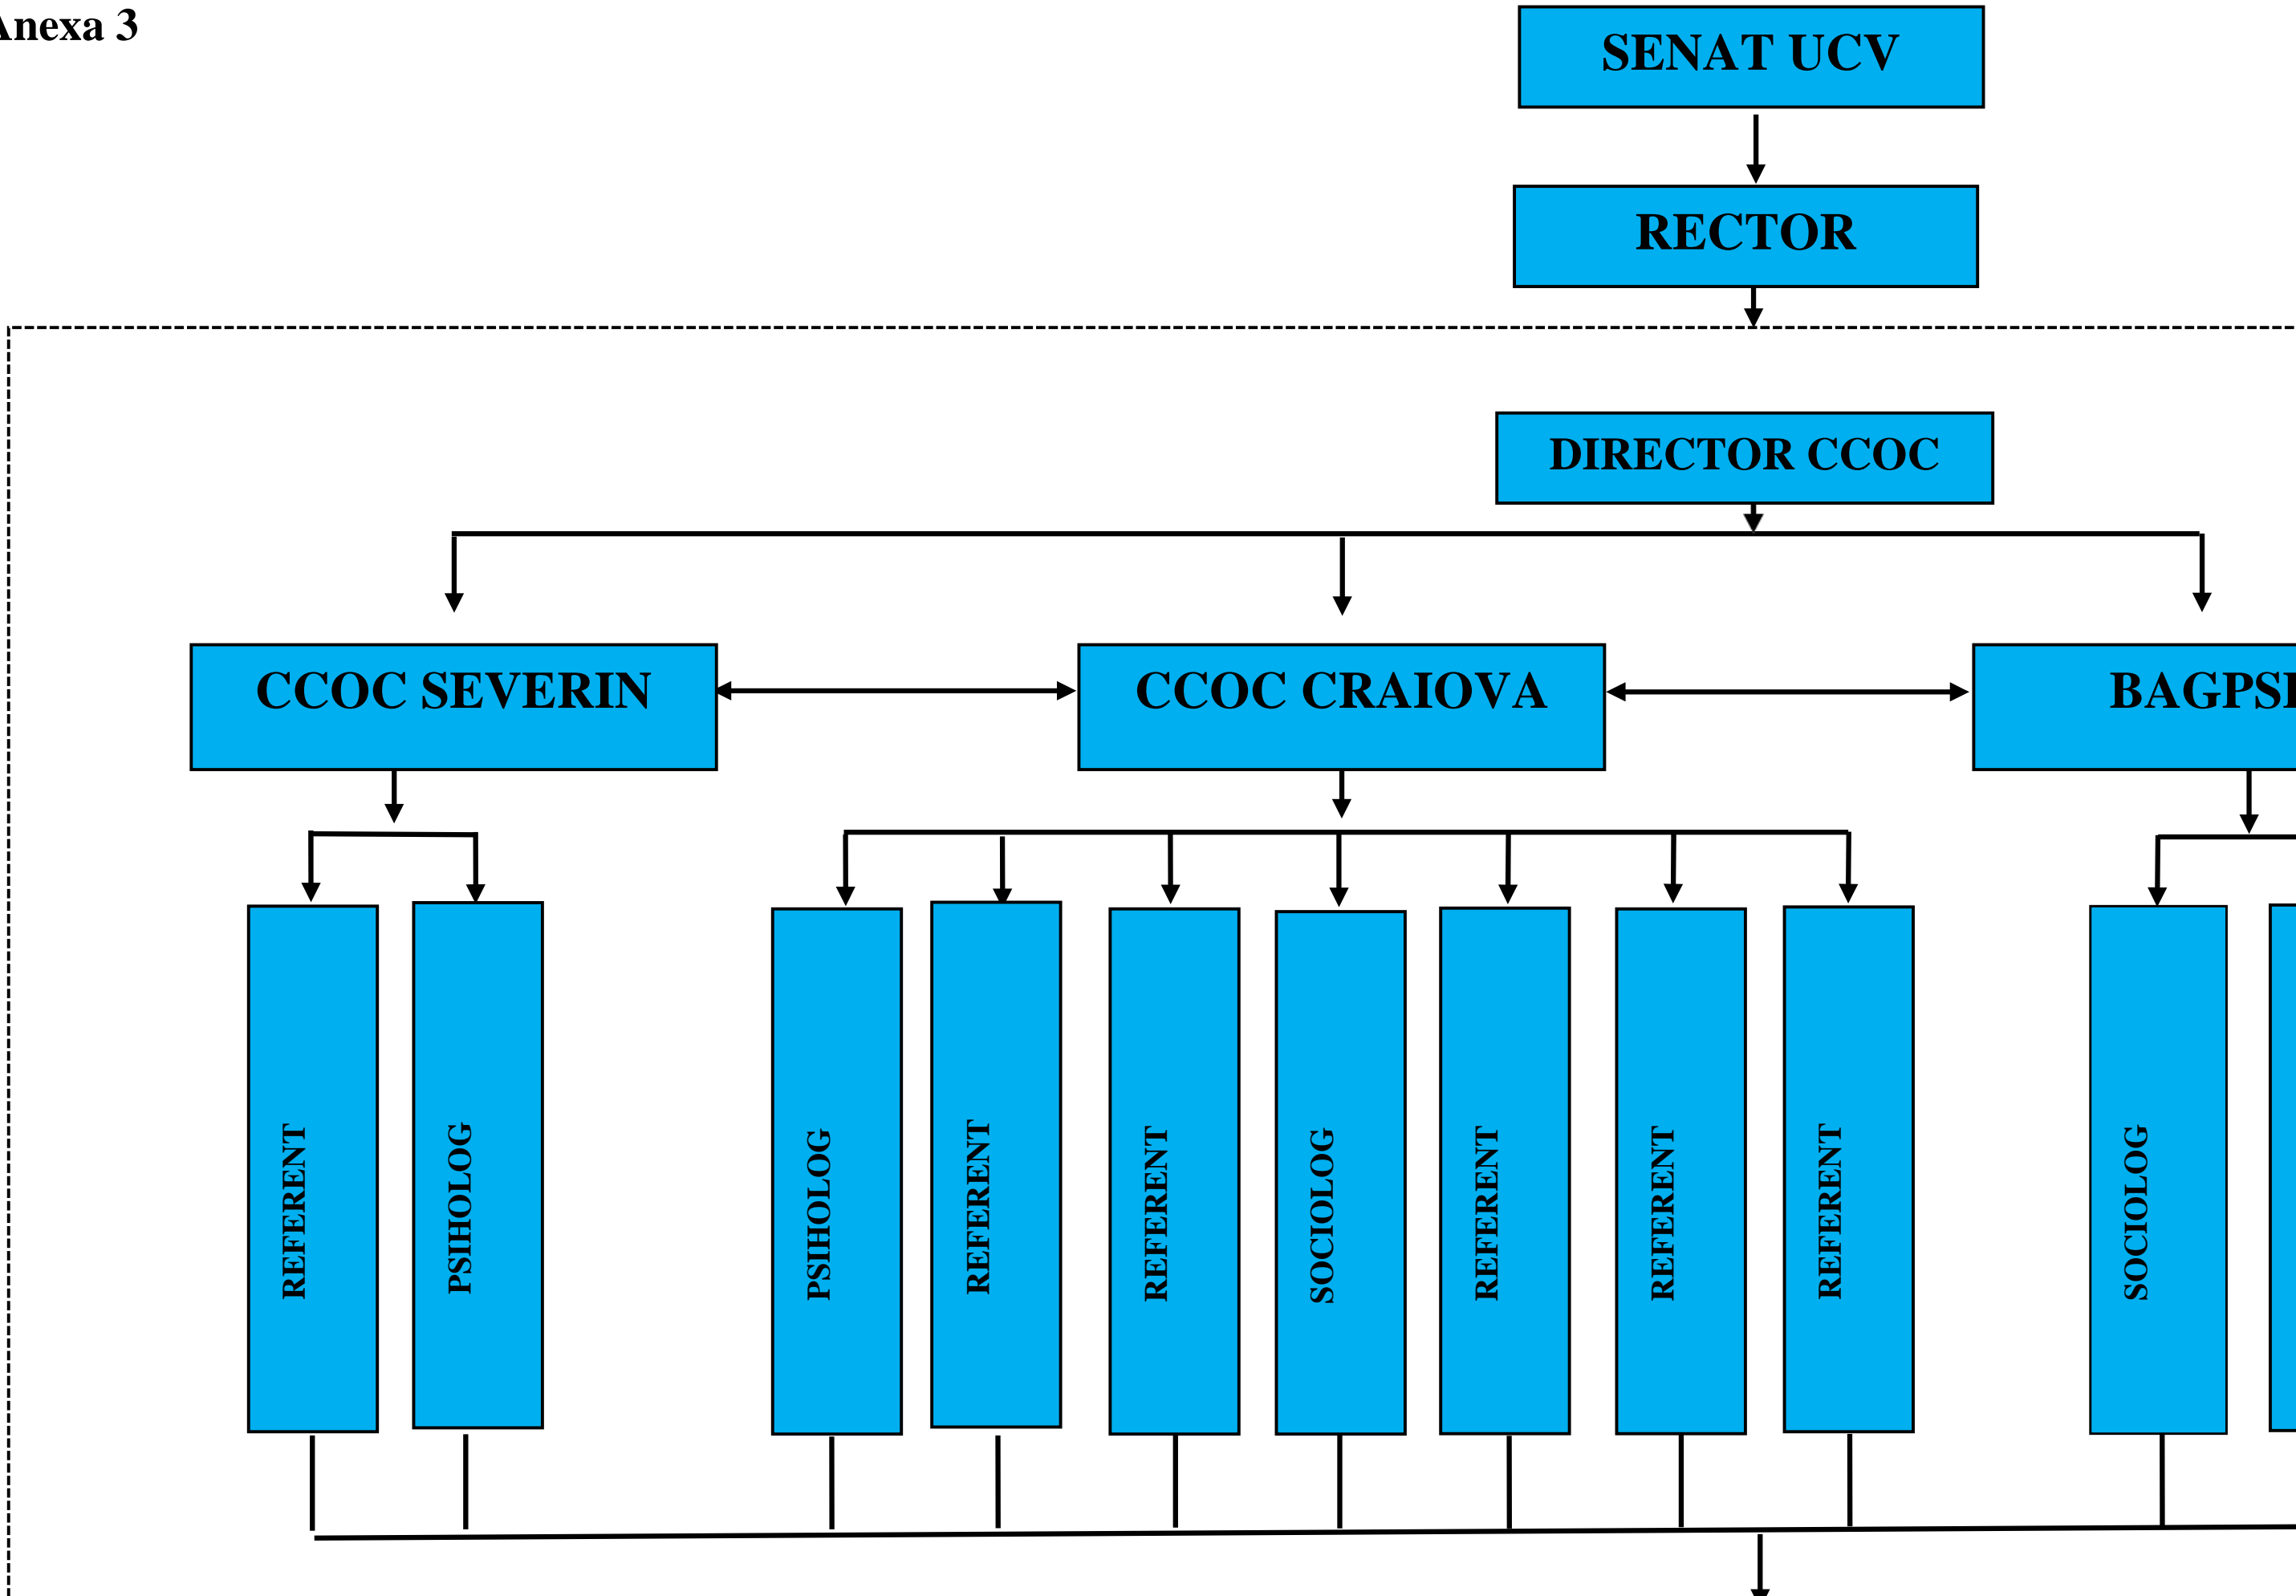 Anexa 3
SENAT UCV
RECTOR
DIRECTOR CCOC
CCOC SEVERIN
CCOC CRAIOVA
BAGPS
REFERENT
PSIHOLOG
PSIHOLOG
REFERENT
REFERENT
SOCIOLOG
REFERENT
REFERENT
REFERENT
SOCIOLOG